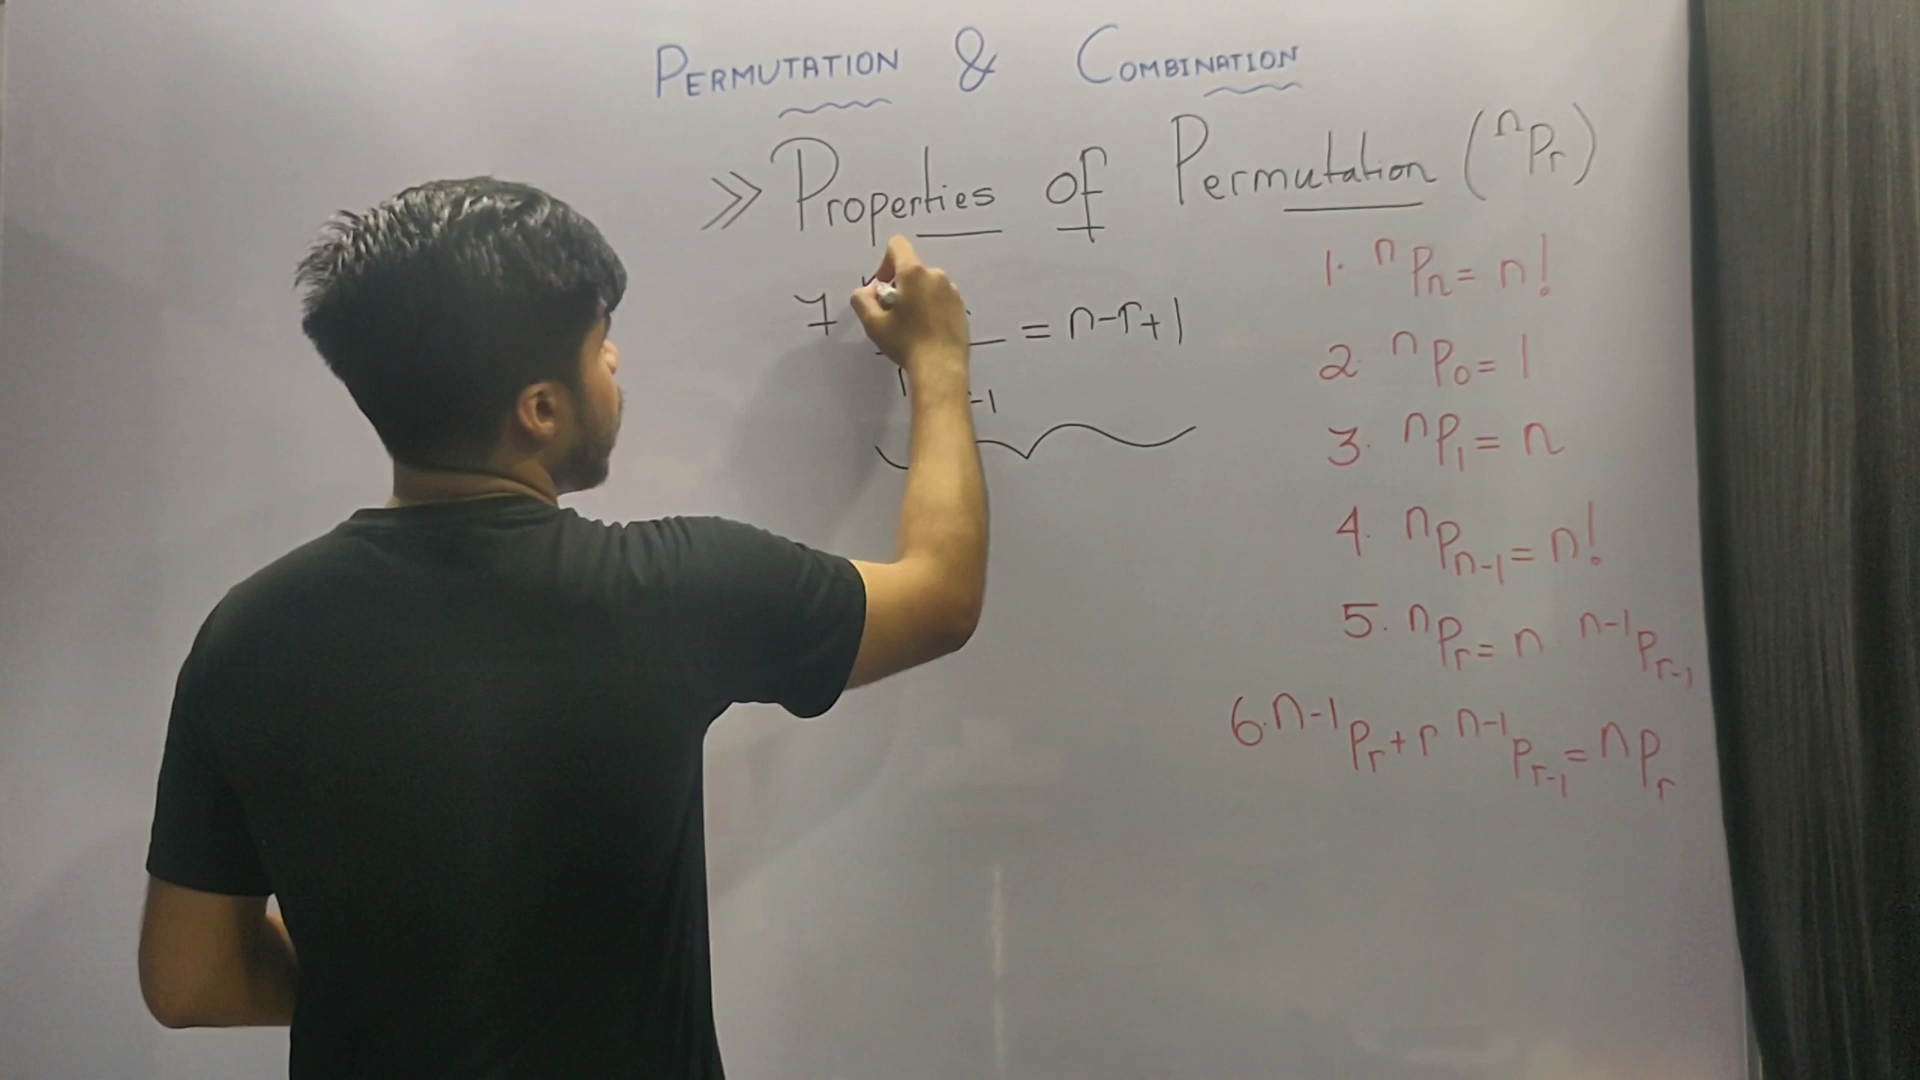 PERMUTATION & COMBINATION
>> Properties of Permutation (ⁿPᵣ)
7 = n-r+1
-1
1. ⁿPₙ = n!
2. ⁿP₀ = 1
3. ⁿP₁ = n
4. ⁿPₙ₋₁ = n!
5. ⁿPᵣ = n · ⁿ⁻¹Pᵣ₋₁
6. ⁿ⁻¹Pᵣ + r ⁿ⁻¹Pᵣ₋₁ = ⁿPᵣ